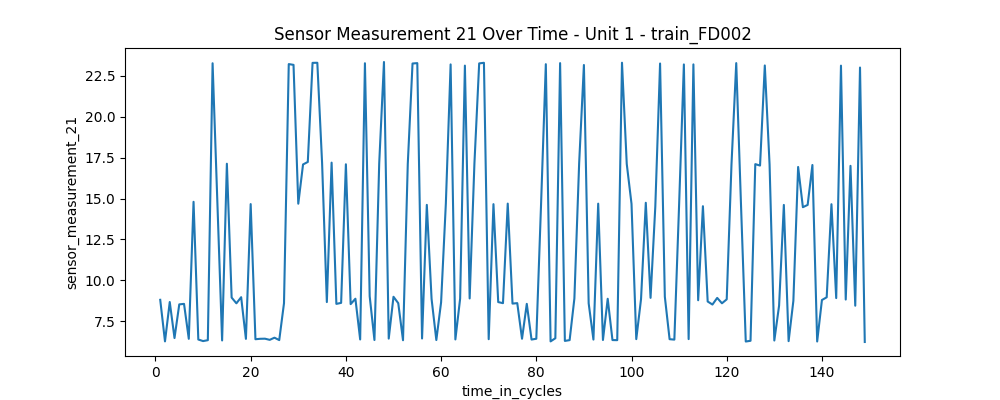 Sensor Measurement 21 Over Time - Unit 1 - train_FD002
22.5
20.0
17.5
15.0
12.5
10.0
7.5
sensor_measurement_21
0 20 40 60 80 100 120 140
time_in_cycles